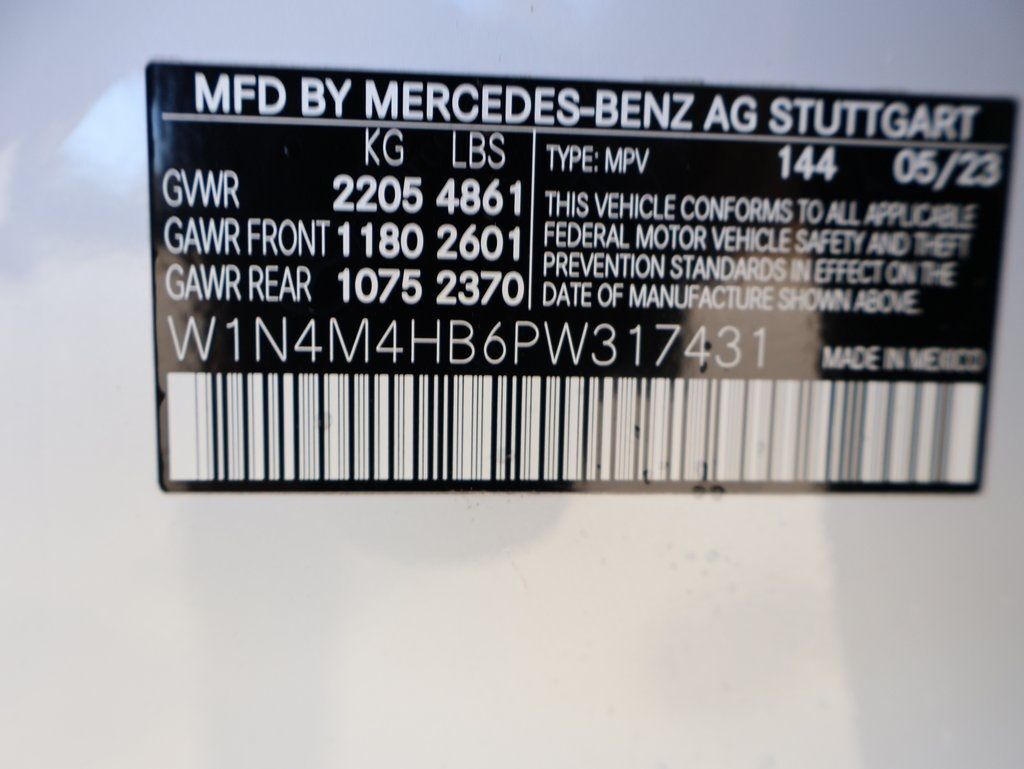 MFD BY MERCEDES-BENZ AG STUTTGART
KG LBS
GVWR 2205 4861
GAWR FRONT 1180 2601
GAWR REAR 1075 2370
TYPE: MPV 144 05/23
THIS VEHICLE CONFORMS TO ALL APPLICABLE
FEDERAL MOTOR VEHICLE SAFETY AND THEFT
PREVENTION STANDARDS IN EFFECT ON THE
DATE OF MANUFACTURE SHOWN ABOVE.
W1N4M4HB6PW317431 MADE IN MEXICO